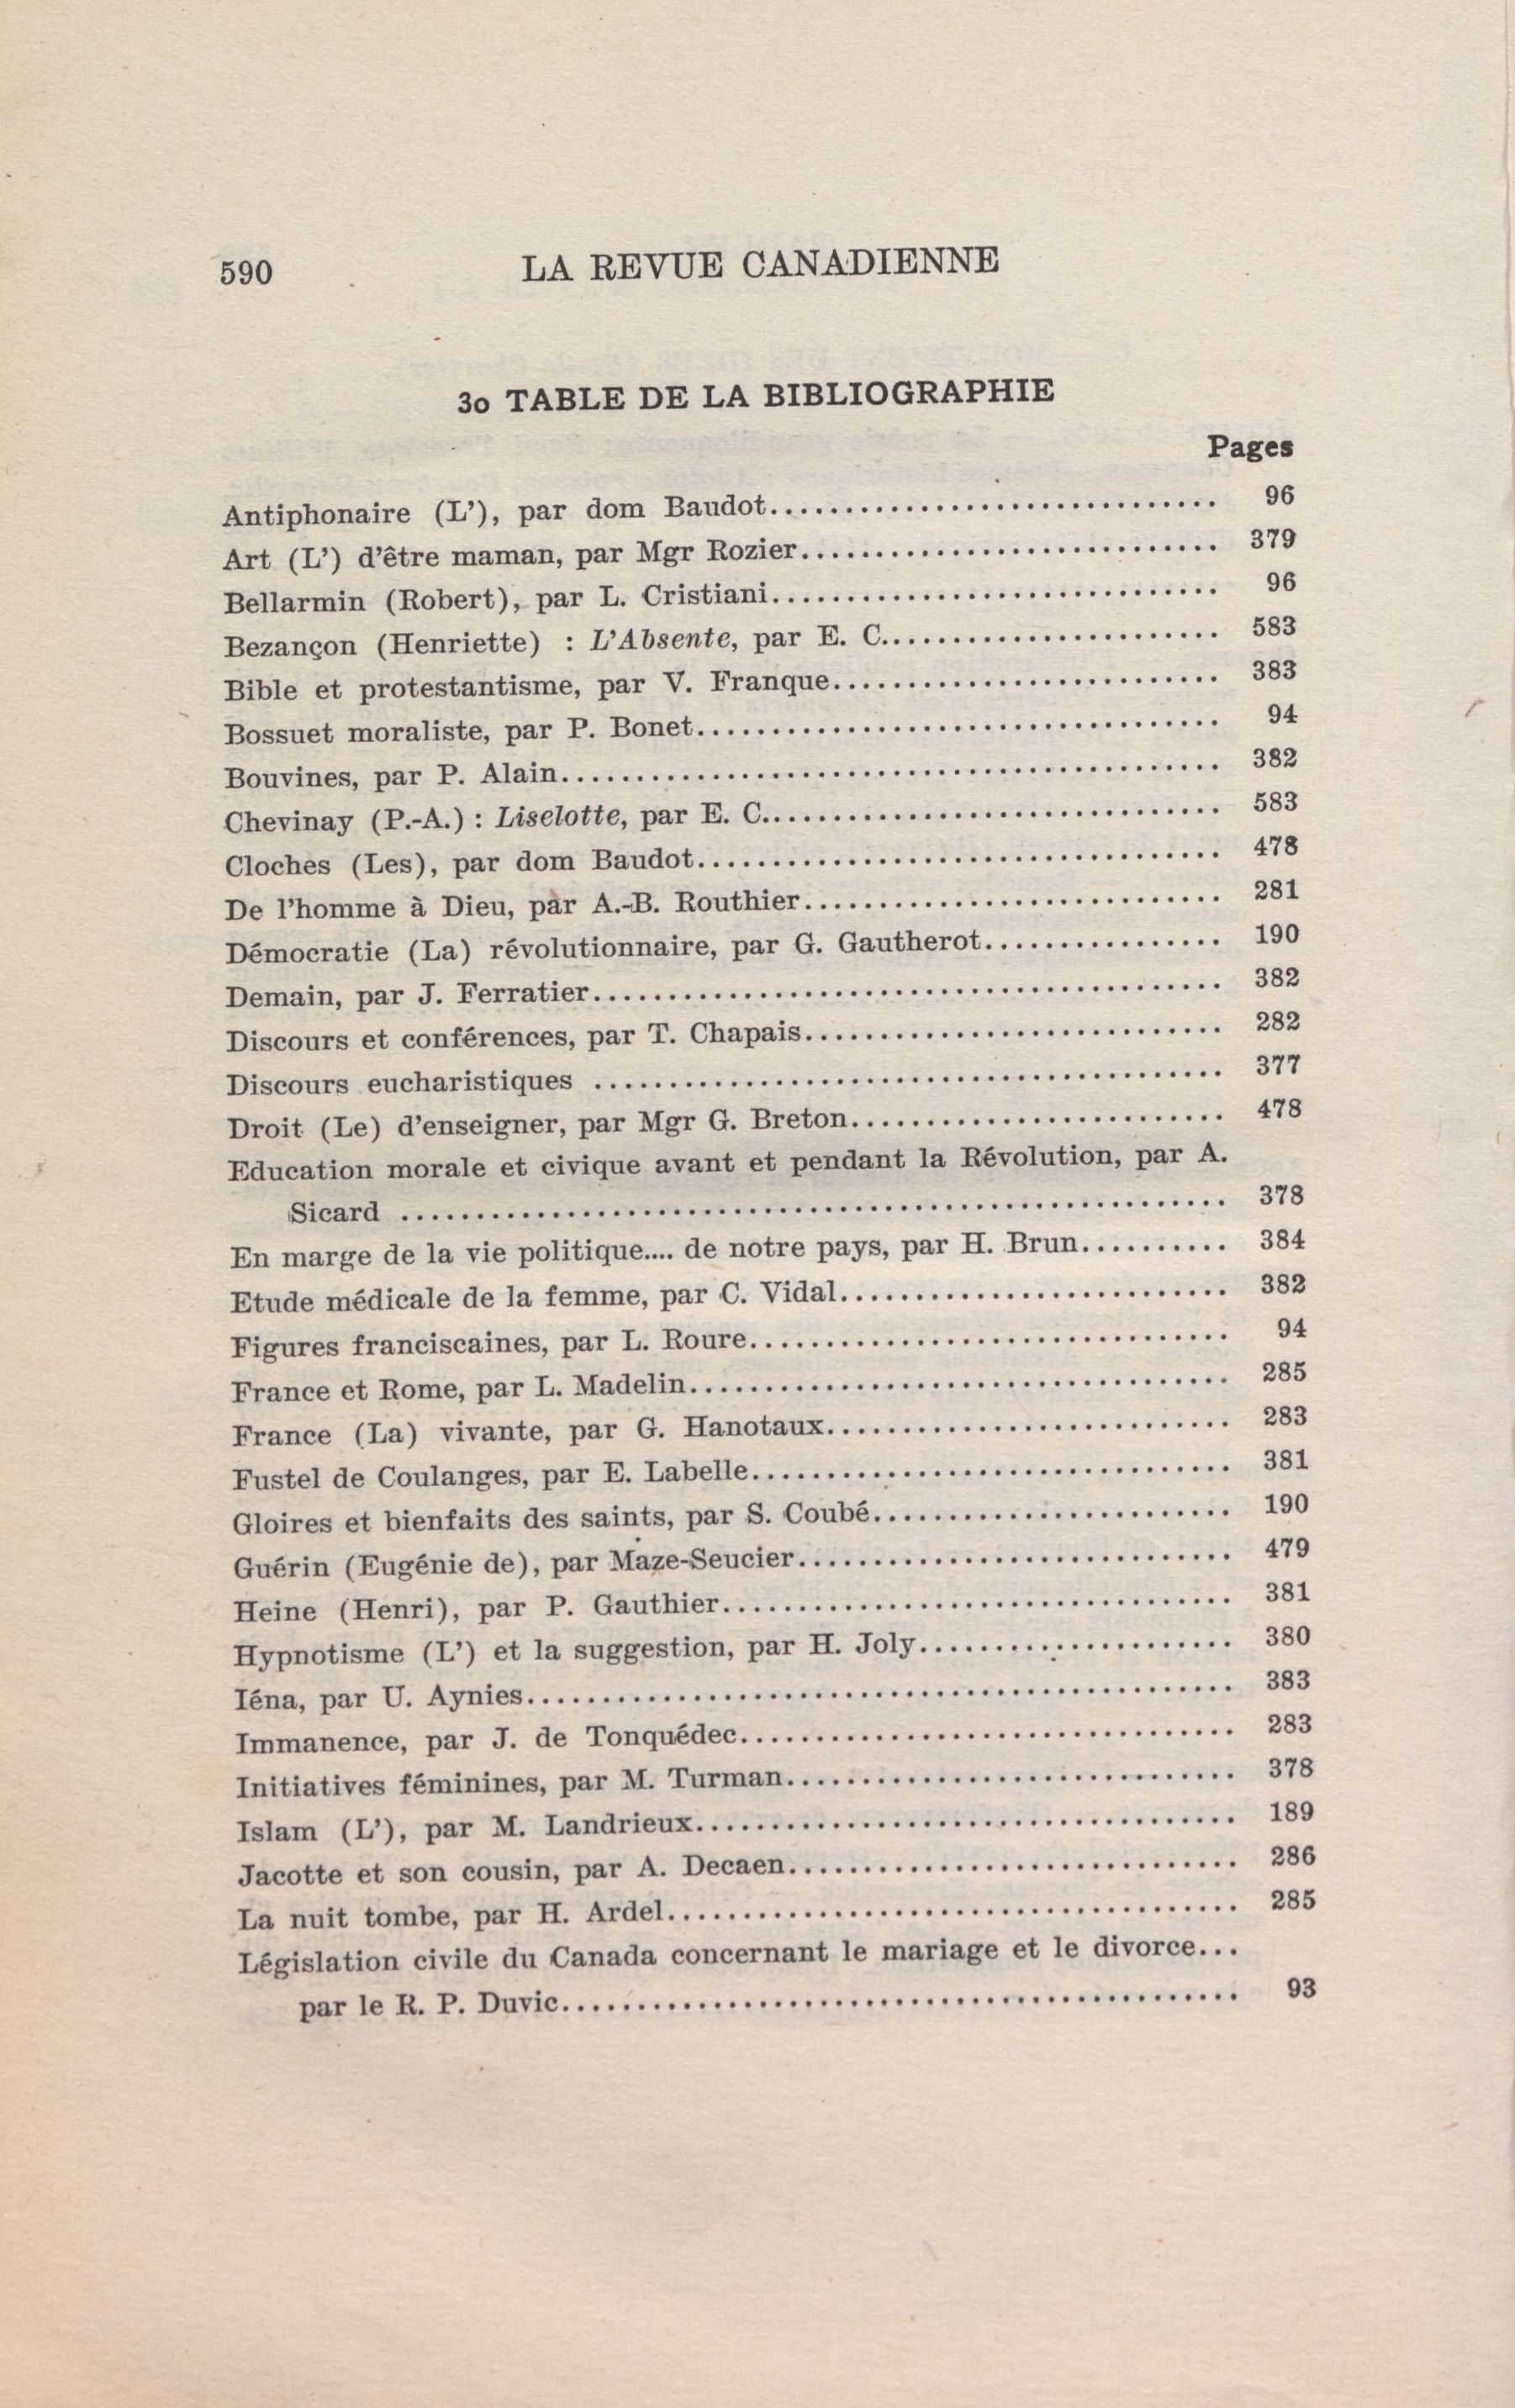 590
LA REVUE CANADIENNE
3o TABLE DE LA BIBLIOGRAPHIE
Pages
Antiphonaire (L'), par dom Baudot.............................. 96
Art (L') d'être maman, par Mgr Rozier............................ 379
Bellarmin (Robert), par L. Cristiani.............................. 96
Bezançon (Henriette) : L'Absente, par E. C....................... 583
Bible et protestantisme, par V. Franque.......................... 383
Bossuet moraliste, par P. Bonet................................... 94
Bouvines, par P. Alain............................................ 382
Chevinay (P.-A.) : Liselotte, par E. C............................... 583
Cloches (Les), par dom Baudot................................... 478
De l'homme à Dieu, par A.-B. Routhier............................ 281
Démocratie (La) révolutionnaire, par G. Gautherot................ 190
Demain, par J. Ferratier.......................................... 382
Discours et conférences, par T. Chapais............................ 282
Discours eucharistiques .......................................... 377
Droit (Le) d'enseigner, par Mgr G. Breton......................... 478
Education morale et civique avant et pendant la Révolution, par A.
Sicard ....................................................... 378
En marge de la vie politique.... de notre pays, par H. Brun.......... 384
Etude médicale de la femme, par C. Vidal.......................... 382
Figures franciscaines, par L. Roure................................ 94
France et Rome, par L. Madelin.................................... 285
France (La) vivante, par G. Hanotaux........................... 283
Fustel de Coulanges, par E. Labelle................................ 381
Gloires et bienfaits des saints, par S. Coubé........................ 190
Guérin (Eugénie de), par Maze-Seucier............................. 479
Heine (Henri), par P. Gauthier.................................. 381
Hypnotisme (L') et la suggestion, par H. Joly..................... 380
Iéna, par U. Aynies............................................... 383
Immanence, par J. de Tonquédec................................. 283
Initiatives féminines, par M. Turman.............................. 378
Islam (L'), par M. Landrieux.................................... 189
Jacotte et son cousin, par A. Decaen.............................. 286
La nuit tombe, par H. Ardel...................................... 285
Législation civile du Canada concernant le mariage et le divorce...
par le R. P. Duvic............................................. 93